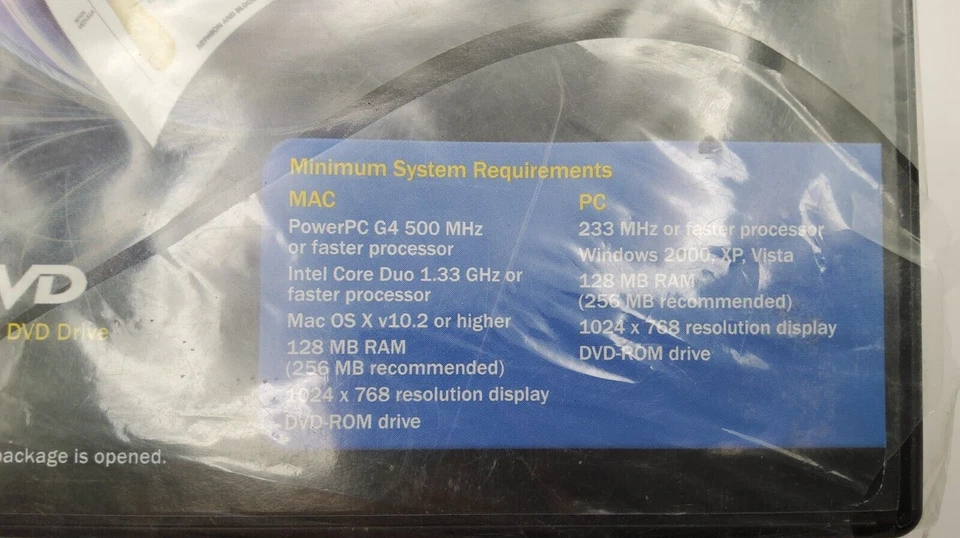 Minimum System Requirements
MAC
PowerPC G4 500 MHz
or faster processor
Intel Core Duo 1.33 GHz or
faster processor
Mac OS X v10.2 or higher
128 MB RAM
(256 MB recommended)
1024 x 768 resolution display
DVD-ROM drive
PC
233 MHz or faster processor
Windows 2000, XP, Vista
128 MB RAM
(256 MB recommended)
1024 x 768 resolution display
DVD-ROM drive
VD
DVD Drive
ackage is opened.